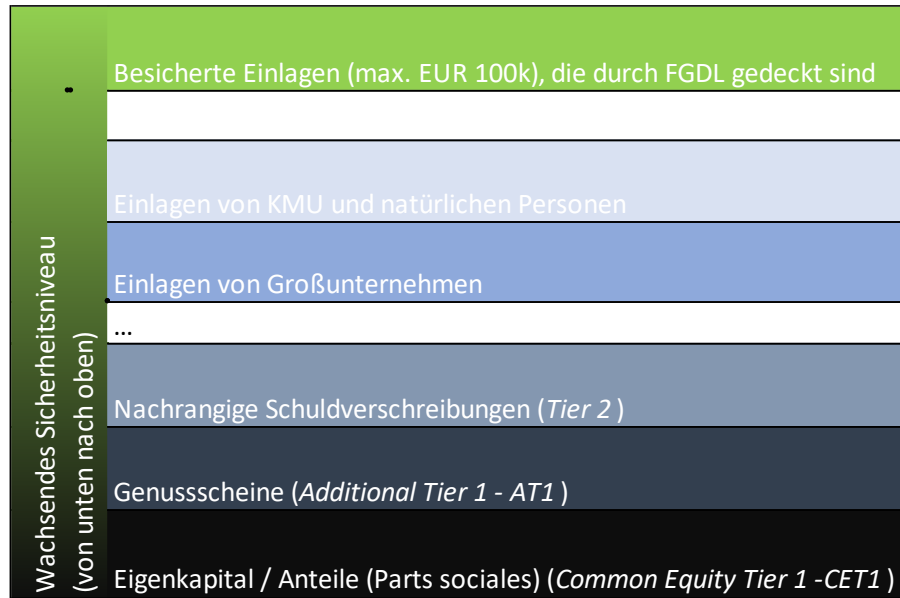 Besicherte Einlagen (max. EUR 100k), die durch FGDL gedeckt sind
Einlagen von KMU und natürlichen Personen
Einlagen von Großunternehmen
...
Nachrangige Schuldverschreibungen (Tier 2 )
Genussscheine (Additional Tier 1 - AT1 )
Eigenkapital / Anteile (Parts sociales) (Common Equity Tier 1 -CET1 )
Wachsendes Sicherheitsniveau
(von unten nach oben)